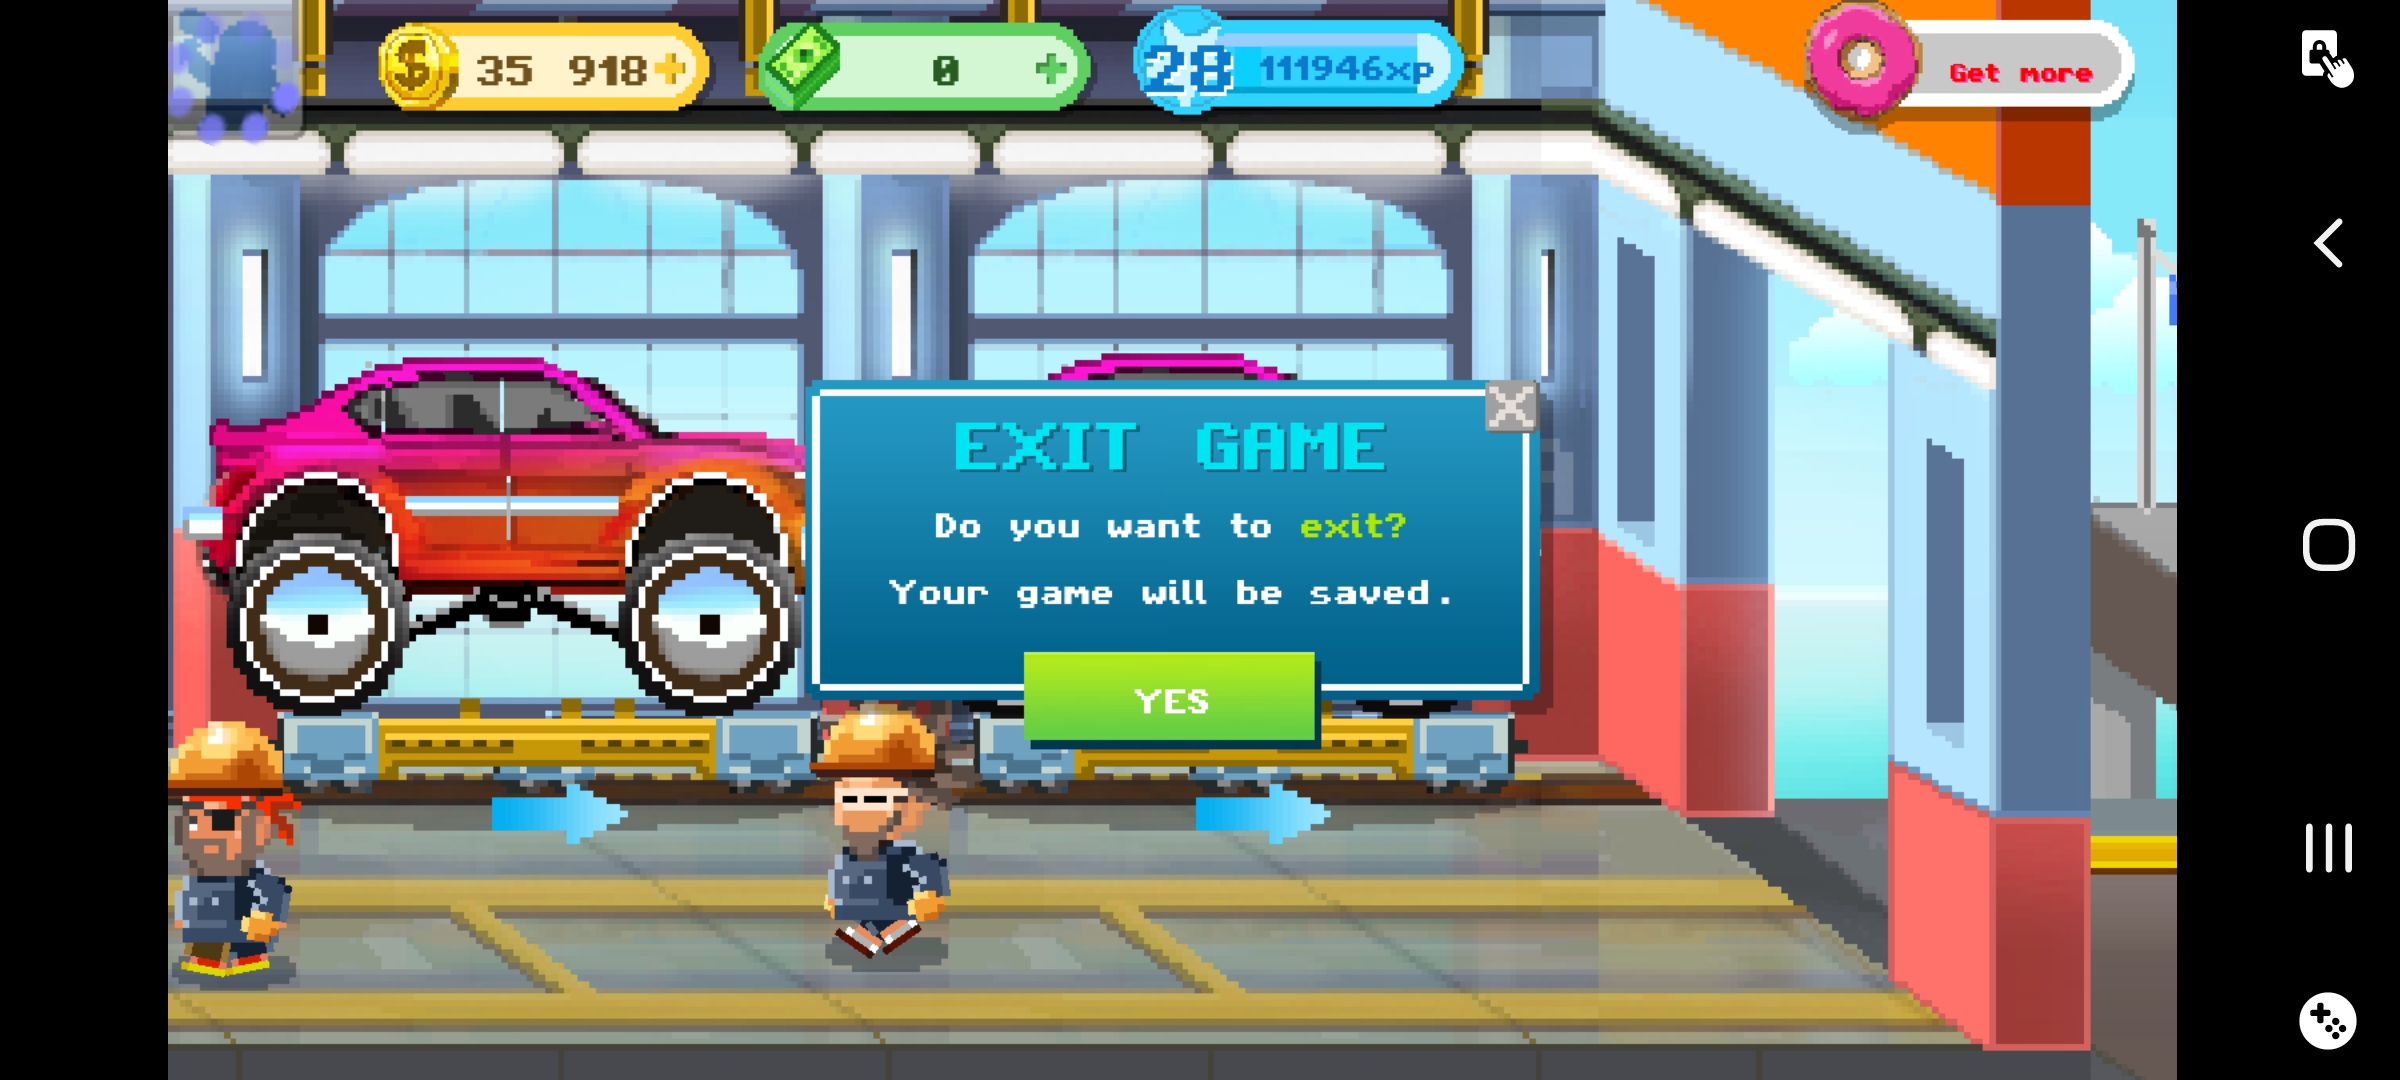 35 918
0
28 111946xp
Get more
EXIT GAME
Do you want to exit?
Your game will be saved.
YES